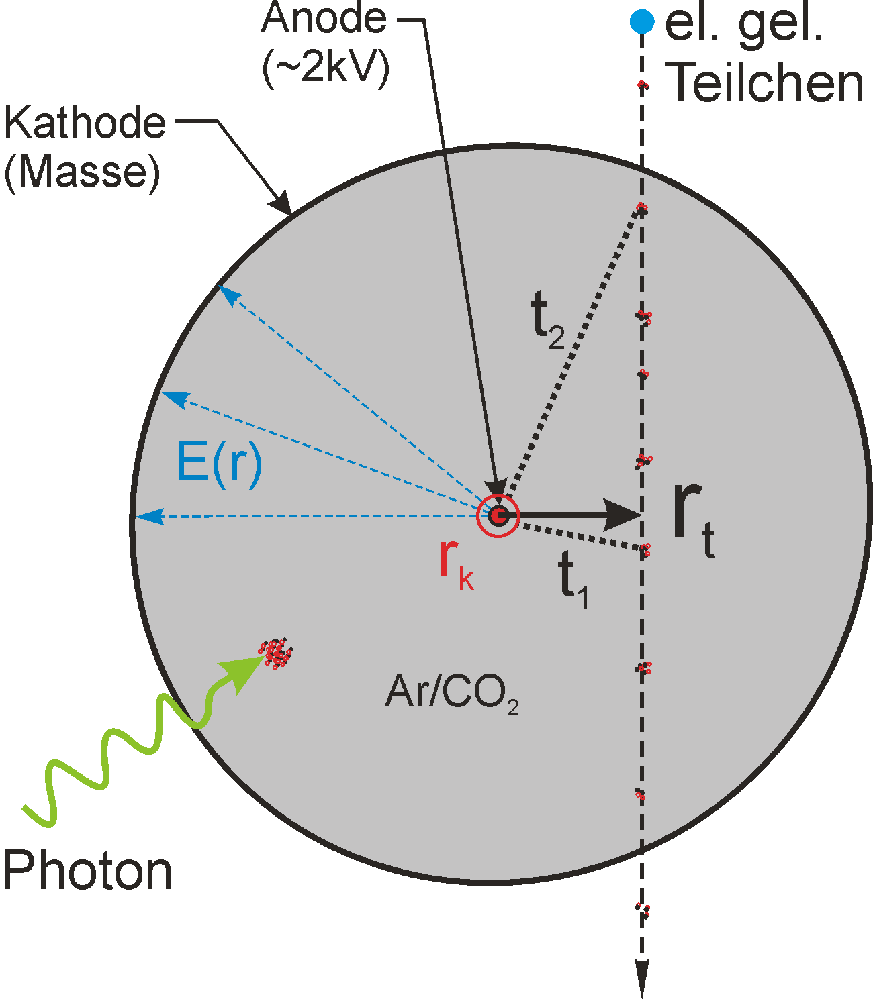 Anode
(~2kV)
el. gel.
Teilchen
Kathode
(Masse)
t2
E(r)
rt
rk
t1
Ar/CO2
Photon